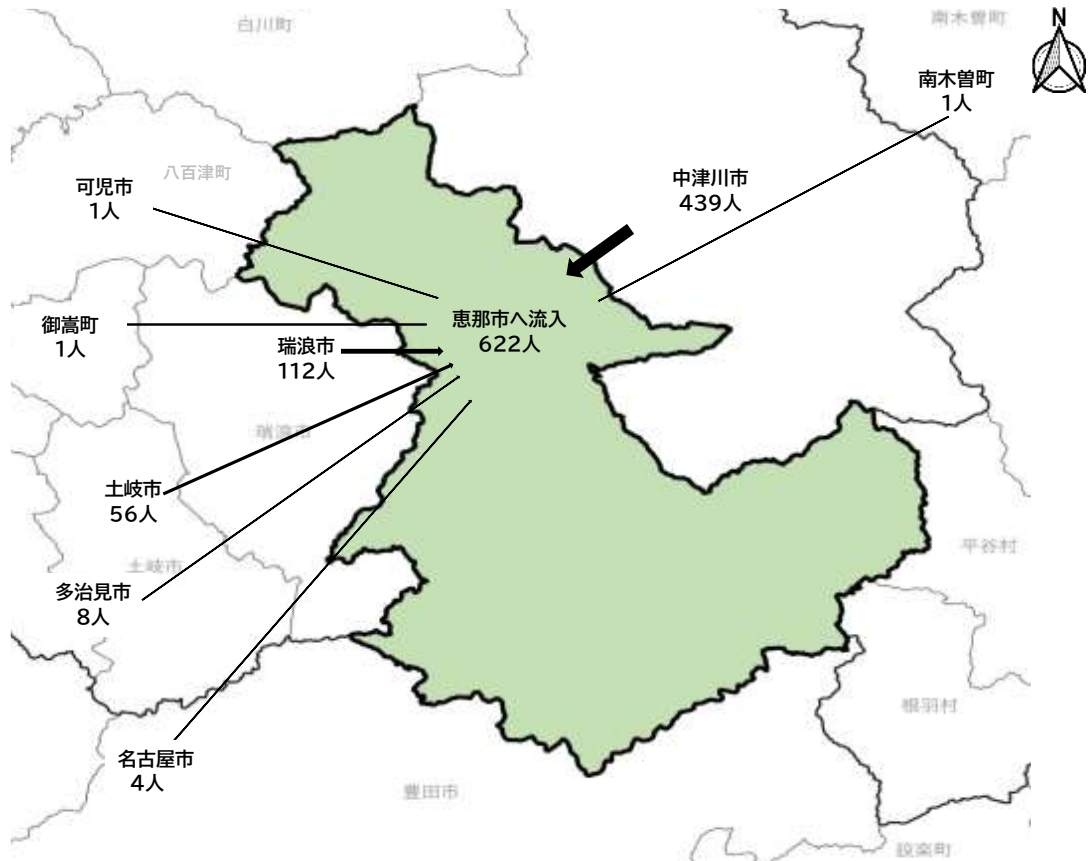 白川町
南木曽町
N
南木曽町
1人
八百津町
可児市
1人
中津川市
439人
御嵩町
1人
恵那市へ流入
622人
瑞浪市
112人
瑞浪市
土岐市
56人
土岐市
平谷村
多治見市
8人
根羽村
名古屋市
4人
豊田市
設楽町